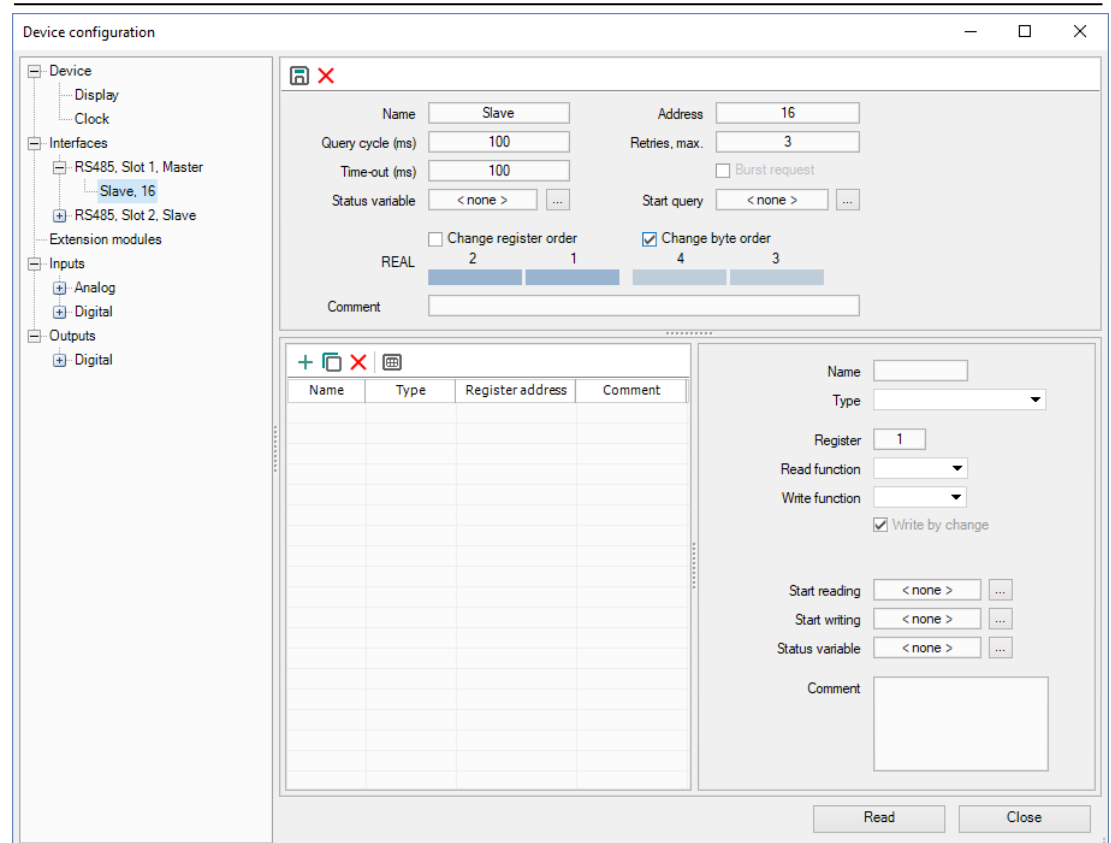 Device configuration
Device
Display
Clock
Interfaces
RS485, Slot 1, Master
Slave, 16
RS485, Slot 2, Slave
Extension modules
Inputs
Analog
Digital
Outputs
Digital
Name Slave Address 16
Query cycle (ms) 100 Retries, max. 3
Time-out (ms) 100 Burst request
Status variable < none > ... Start query < none > ...
Change register order Change byte order
REAL 2 1 4 3
Comment
Name Type Register address Comment
Name
Type
Register 1
Read function
Write function
Write by change
Start reading < none > ...
Start writing < none > ...
Status variable < none > ...
Comment
Read Close